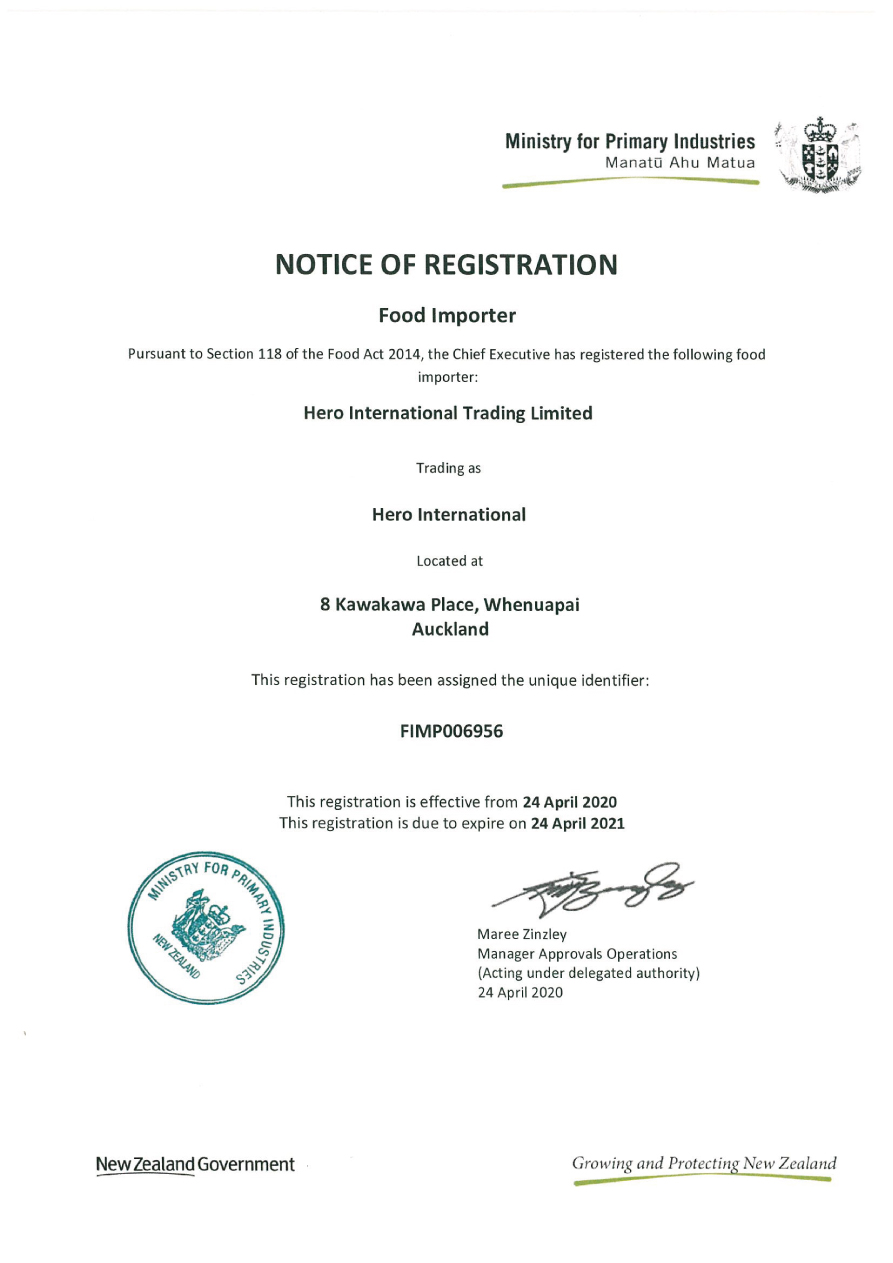 Ministry for Primary Industries
Manatū Ahu Matua
NOTICE OF REGISTRATION
Food Importer
Pursuant to Section 118 of the Food Act 2014, the Chief Executive has registered the following food
importer:
Hero International Trading Limited
Trading as
Hero International
Located at
8 Kawakawa Place, Whenuapai
Auckland
This registration has been assigned the unique identifier:
FIMP006956
This registration is effective from 24 April 2020
This registration is due to expire on 24 April 2021
MINISTRY FOR PRIMARY INDUSTRIES
NEW ZEALAND
Maree Zinzley
Manager Approvals Operations
(Acting under delegated authority)
24 April 2020
New Zealand Government
Growing and Protecting New Zealand